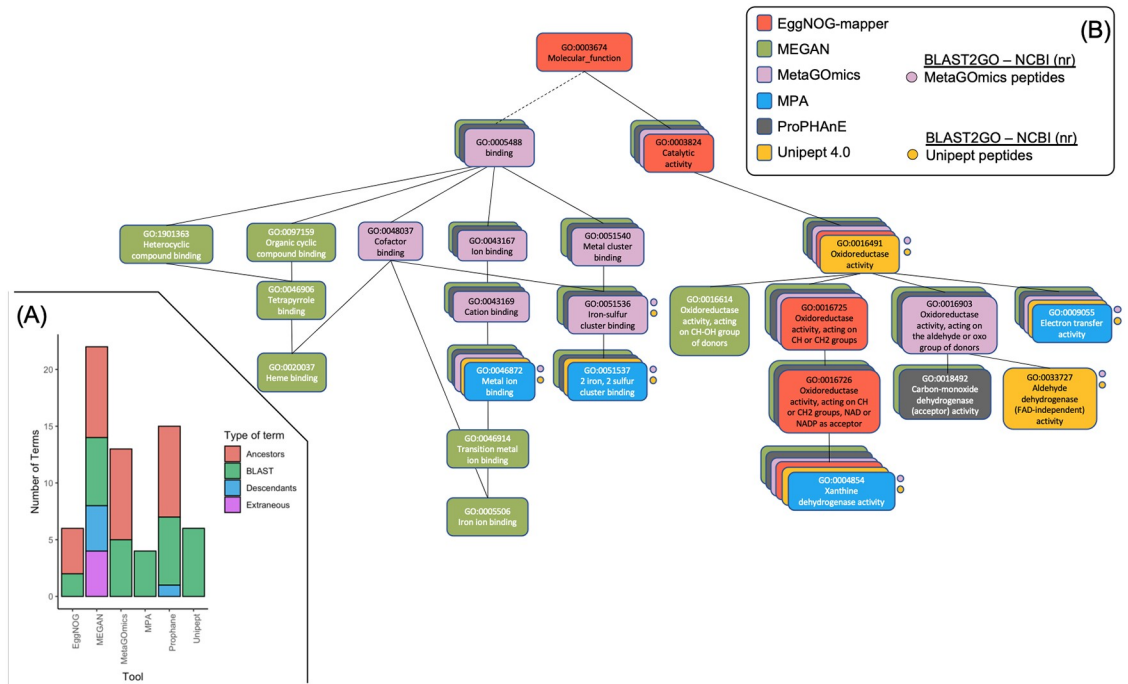 EggNOG-mapper
MEGAN
MetaGOmics
MPA
ProPHAnE
Unipept 4.0
(B)
BLAST2GO – NCBI (nr)
MetaGOmics peptides
BLAST2GO – NCBI (nr)
Unipept peptides
GO:0003674
Molecular_function
GO:0005488
binding
GO:0003824
Catalytic
activity
GO:1901363
Heterocyclic
compound binding
GO:0097159
Organic cyclic
compound binding
GO:0048037
Cofactor
binding
GO:0043167
Ion binding
GO:0051540
Metal cluster
binding
GO:0016491
Oxidoreductase
activity
GO:0046906
Tetrapyrrole
binding
GO:0043169
Cation binding
GO:0051536
Iron-sulfur
cluster binding
GO:0016614
Oxidoreductase
activity, acting
on CH-OH group
of donors
GO:0016725
Oxidoreductase
activity, acting on
CH or CH2 groups
GO:0016903
Oxidoreductase
activity, acting on
the aldehyde or oxo
group of donors
GO:0009055
Electron transfer
activity
GO:0020037
Heme binding
GO:0046872
Metal ion
binding
GO:0051537
2 iron, 2 sulfur
cluster binding
GO:0016726
Oxidoreductase
activity, acting on CH
or CH2 groups, NAD or
NADP as acceptor
GO:0018492
Carbon-monoxide
dehydrogenase
(acceptor) activity
GO:0033727
Aldehyde
dehydrogenase
(FAD-independent)
activity
GO:0046914
Transition metal
ion binding
GO:0004854
Xanthine
dehydrogenase activity
GO:0005506
Iron ion binding
(A)
Number of Terms
20
15
10
5
0
EggNOG
MEGAN
MetaGOmics
MPA
Prophane
Unipept
Tool
Type of term
Ancestors
BLAST
Descendants
Extraneous